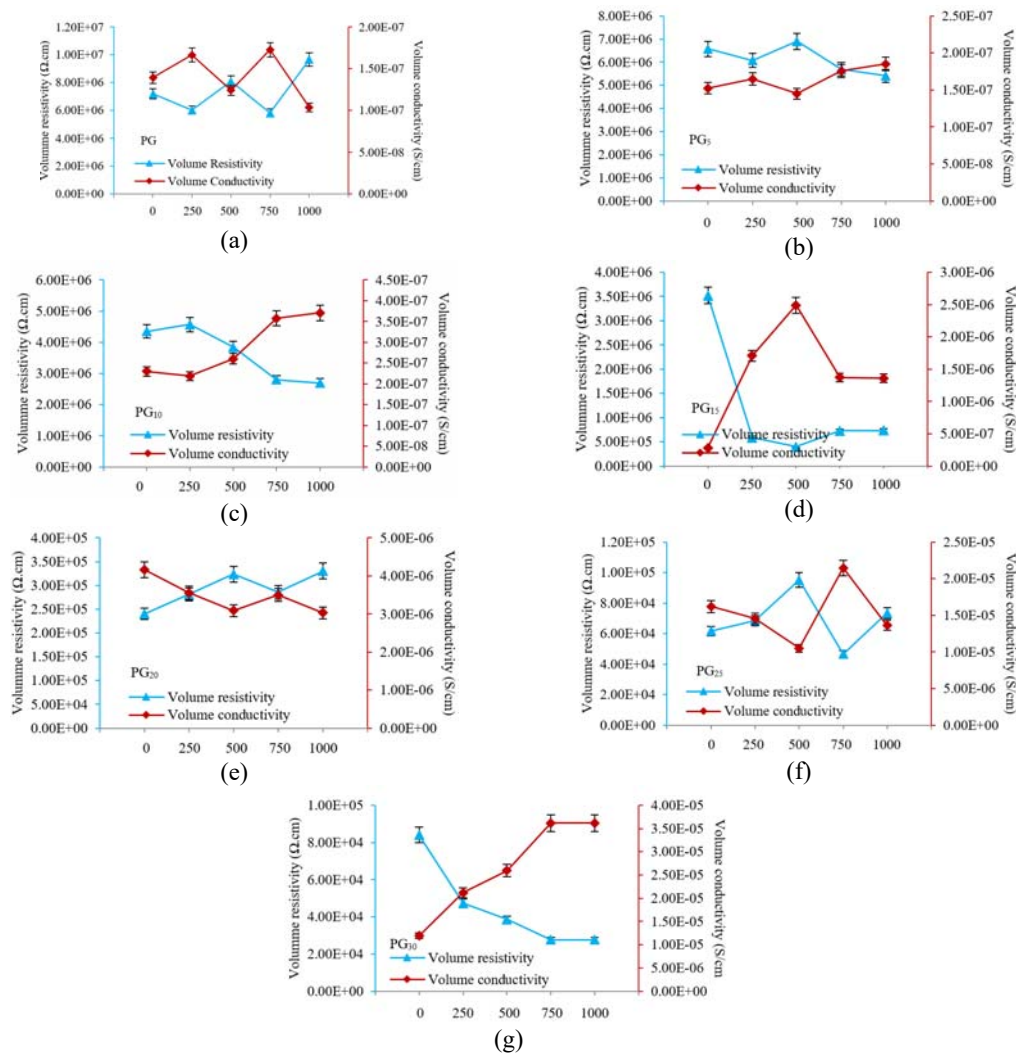 1.20E+07
1.00E+07
8.00E+06
6.00E+06
4.00E+06
2.00E+06
0.00E+00
Volumme resistivity (Ω.cm)
2.00E-07
1.50E-07
1.00E-07
5.00E-08
0.00E+00
Volume conductivity (S/cm)
PG
Volume Resistivity
Volume Conductivity
0 250 500 750 1000
(a)
8.00E+06
7.00E+06
6.00E+06
5.00E+06
4.00E+06
3.00E+06
2.00E+06
1.00E+06
0.00E+00
Volumme resistivity (Ω.cm)
2.50E-07
2.00E-07
1.50E-07
1.00E-07
5.00E-08
0.00E+00
Volume conductivity (S/cm)
PG5
Volume resistivity
Volume conductivity
0 250 500 750 1000
(b)
6.00E+06
5.00E+06
4.00E+06
3.00E+06
2.00E+06
1.00E+06
0.00E+00
Volumme resistivity (Ω.cm)
4.50E-07
4.00E-07
3.50E-07
3.00E-07
2.50E-07
2.00E-07
1.50E-07
1.00E-07
5.00E-08
0.00E+00
Volume conductivity (S/cm)
PG10
Volume resistivity
Volume conductivity
0 250 500 750 1000
(c)
4.00E+06
3.50E+06
3.00E+06
2.50E+06
2.00E+06
1.50E+06
1.00E+06
5.00E+05
0.00E+00
Volumme resistivity (Ω.cm)
3.00E-06
2.50E-06
2.00E-06
1.50E-06
1.00E-06
5.00E-07
0.00E+00
Volume conductivity (S/cm)
PG15
Volume resistivity
Volume conductivity
0 250 500 750 1000
(d)
4.00E+05
3.50E+05
3.00E+05
2.50E+05
2.00E+05
1.50E+05
1.00E+05
5.00E+04
0.00E+00
Volumme resistivity (Ω.cm)
5.00E-06
4.00E-06
3.00E-06
2.00E-06
1.00E-06
0.00E+00
Volume conductivity (S/cm)
PG20
Volume resistivity
Volume conductivity
0 250 500 750 1000
(e)
1.20E+05
1.00E+05
8.00E+04
6.00E+04
4.00E+04
2.00E+04
0.00E+00
Volumme resistivity (Ω.cm)
2.50E-05
2.00E-05
1.50E-05
1.00E-05
5.00E-06
0.00E+00
Volume conductivity (S/cm)
PG25
Volume resistivity
Volume conductivity
0 250 500 750 1000
(f)
1.00E+05
8.00E+04
6.00E+04
4.00E+04
2.00E+04
0.00E+00
Volumme resistivity (Ω.cm)
4.00E-05
3.50E-05
3.00E-05
2.50E-05
2.00E-05
1.50E-05
1.00E-05
5.00E-06
0.00E+00
Volume conductivity (S/cm
PG30
Volume resistivity
Volume conductivity
0 250 500 750 1000
(g)